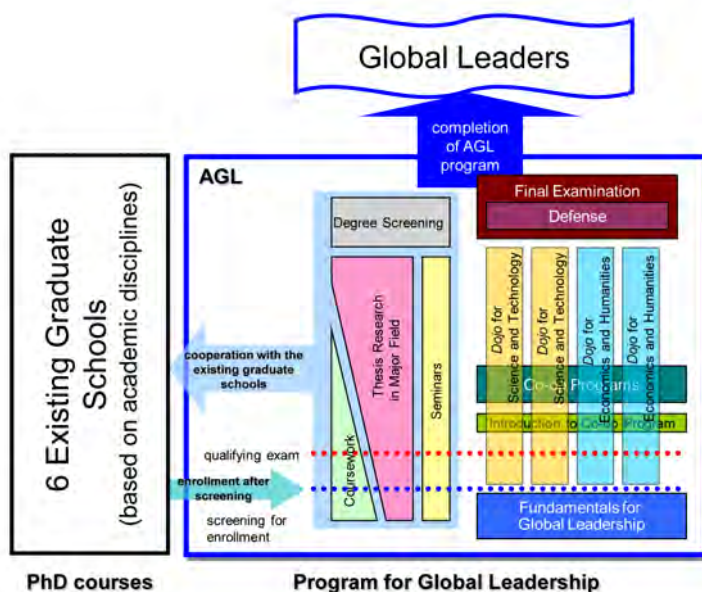 Global Leaders
completion
of AGL
program
6 Existing Graduate
Schools
(based on academic disciplines)
AGL
Degree Screening
Final Examination
Defense
Coursework
Thesis Research
in Major Field
Seminars
Dojo for
Science and Technology
Dojo for
Science and Technology
Dojo for
Economics and Humanities
Dojo for
Economics and Humanities
cooperation with the
existing graduate
schools
Co-op Programs
Introduction to Co-op Program
qualifying exam
enrollment after
screening
screening for
enrollment
Fundamentals for
Global Leadership
PhD courses
Program for Global Leadership